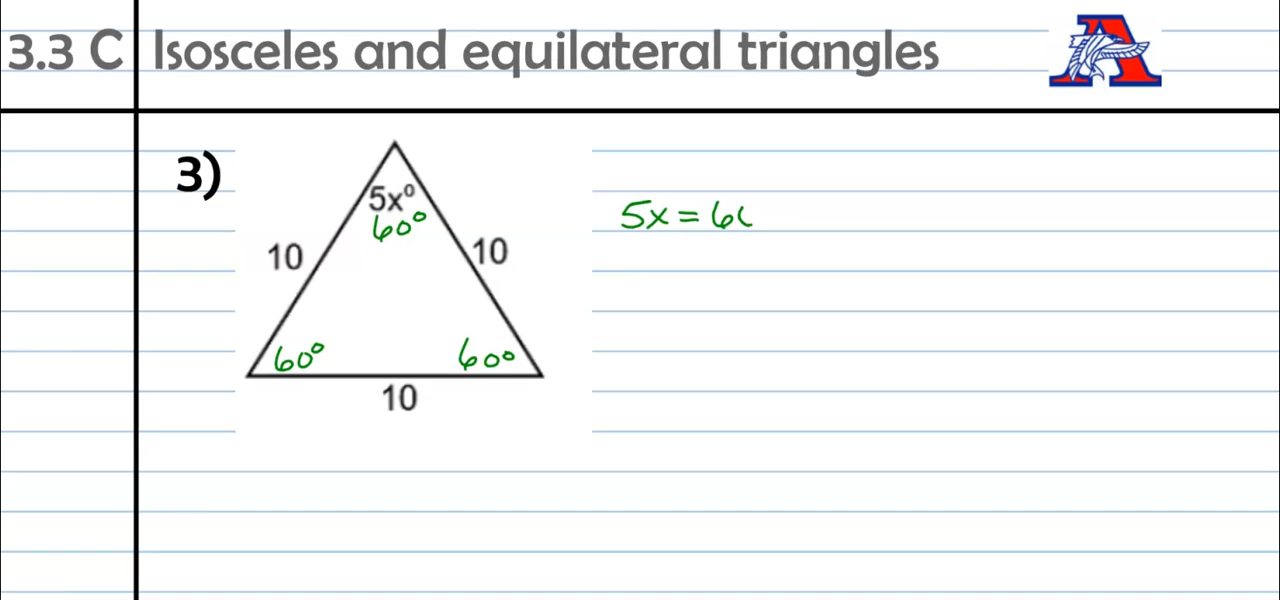 3.3 C Isosceles and equilateral triangles
3)
5x°
60°
5x = 6
10
10
60°
60°
10